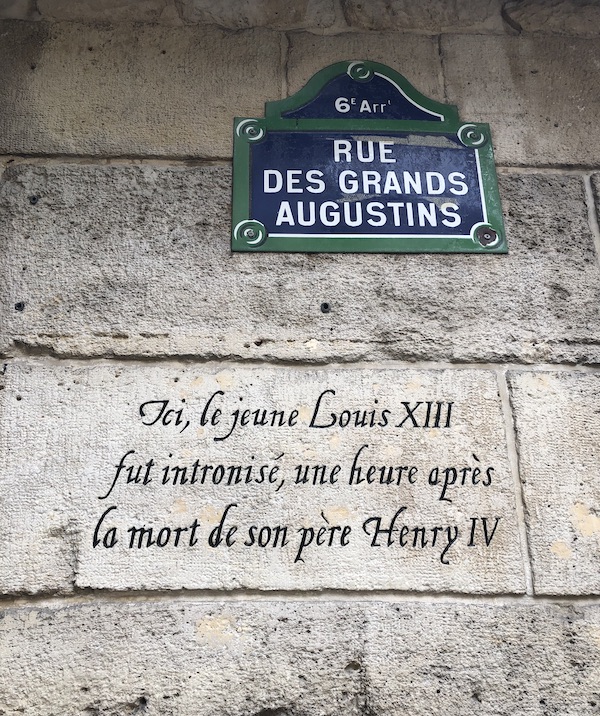 6E Arrt
RUE
DES GRANDS
AUGUSTINS
Ici, le jeune Louis XIII
fut intronisé, une heure après
la mort de son père Henry IV